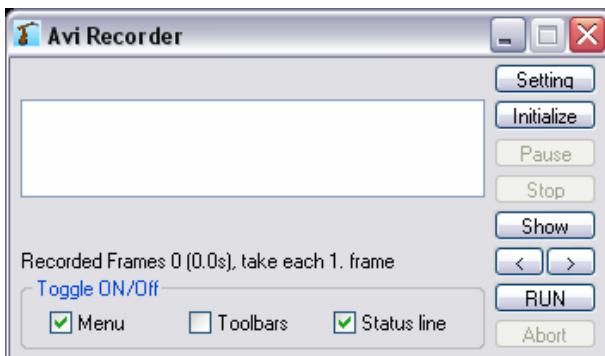 Avi Recorder
Setting
Initialize
Pause
Stop
Show
Recorded Frames 0 (0.0s), take each 1. frame
< >
Toggle ON/Off
RUN
Menu Toolbars Status line
Abort